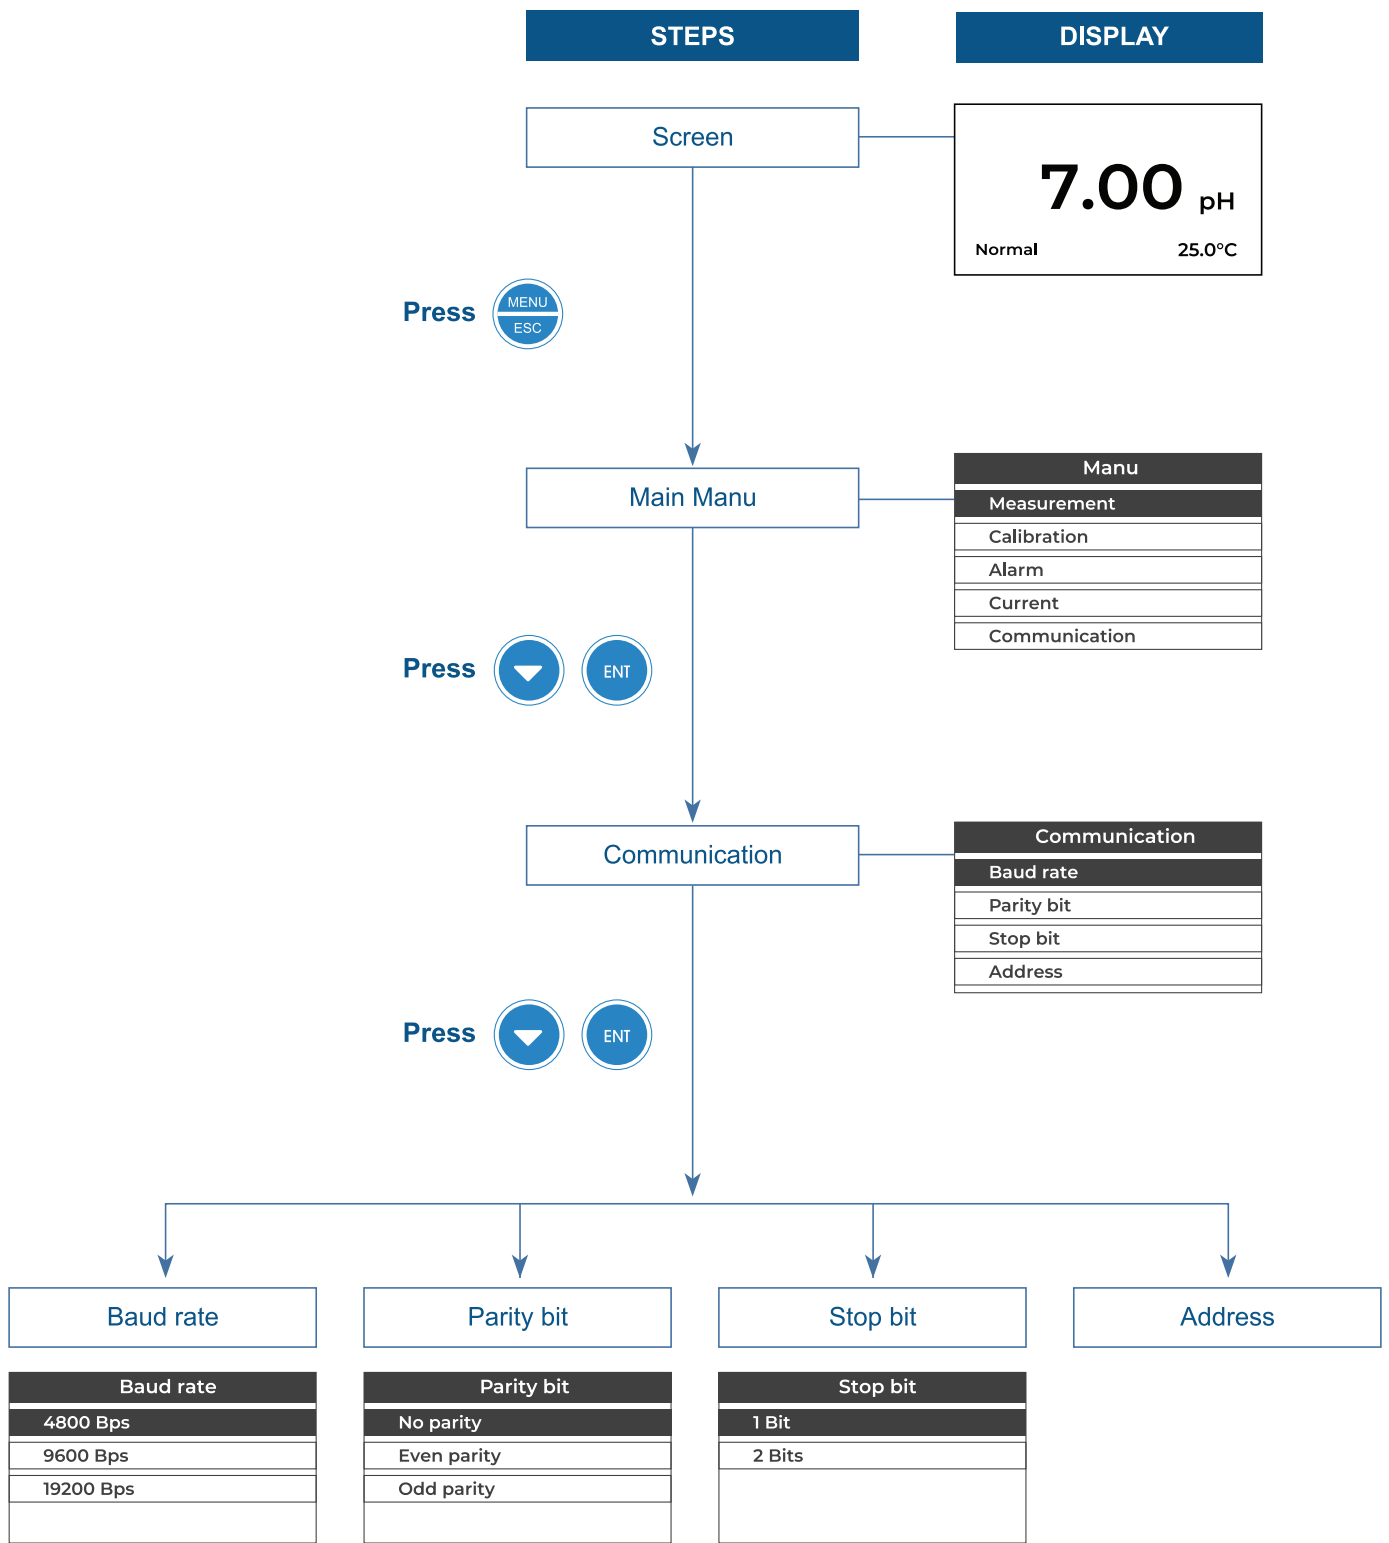 STEPS
DISPLAY
Screen
7.00 pH
Normal 25.0°C
Press MENU
ESC
Main Manu
Manu
Measurement
Calibration
Alarm
Current
Communication
Press ENT
Communication
Communication
Baud rate
Parity bit
Stop bit
Address
Press ENT
Baud rate
Parity bit
Stop bit
Address
Baud rate
4800 Bps
9600 Bps
19200 Bps
Parity bit
No parity
Even parity
Odd parity
Stop bit
1 Bit
2 Bits